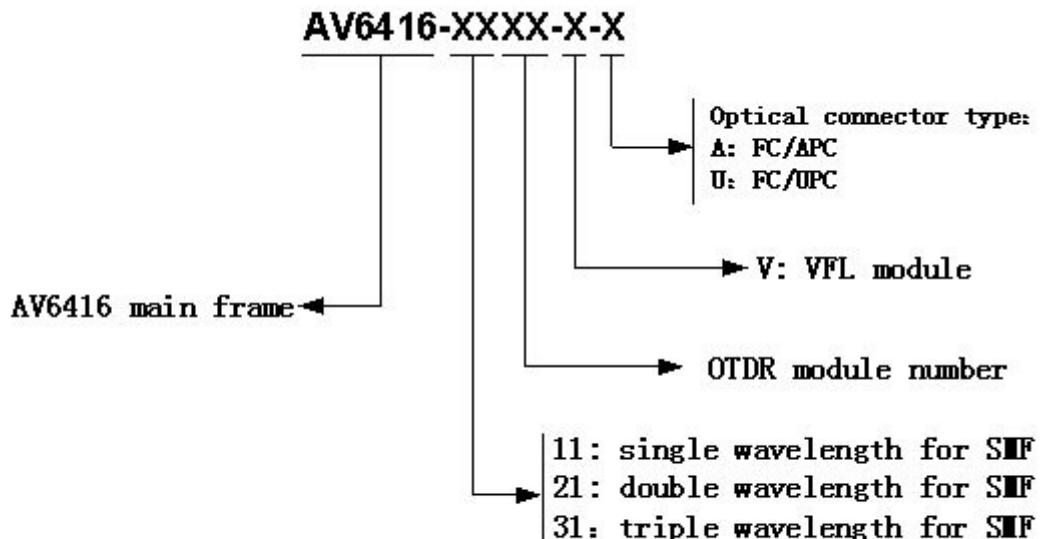 AV6416-XXXX-X-X
Optical connector type:
A: FC/APC
U: FC/UPC
V: VFL module
AV6416 main frame
OTDR module number
11: single wavelength for SMF
21: double wavelength for SMF
31: triple wavelength for SMF